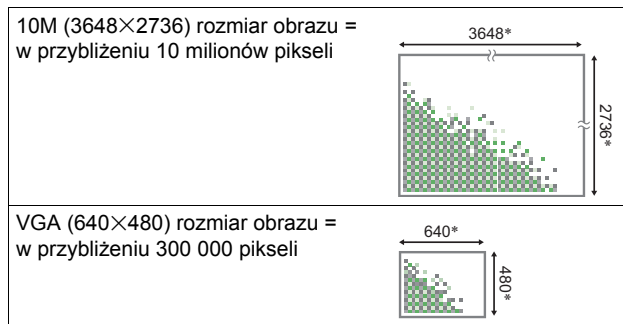 10M (3648×2736) rozmiar obrazu =
w przybliżeniu 10 milionów pikseli
3648*
2736*
VGA (640×480) rozmiar obrazu =
w przybliżeniu 300 000 pikseli
640*
480*